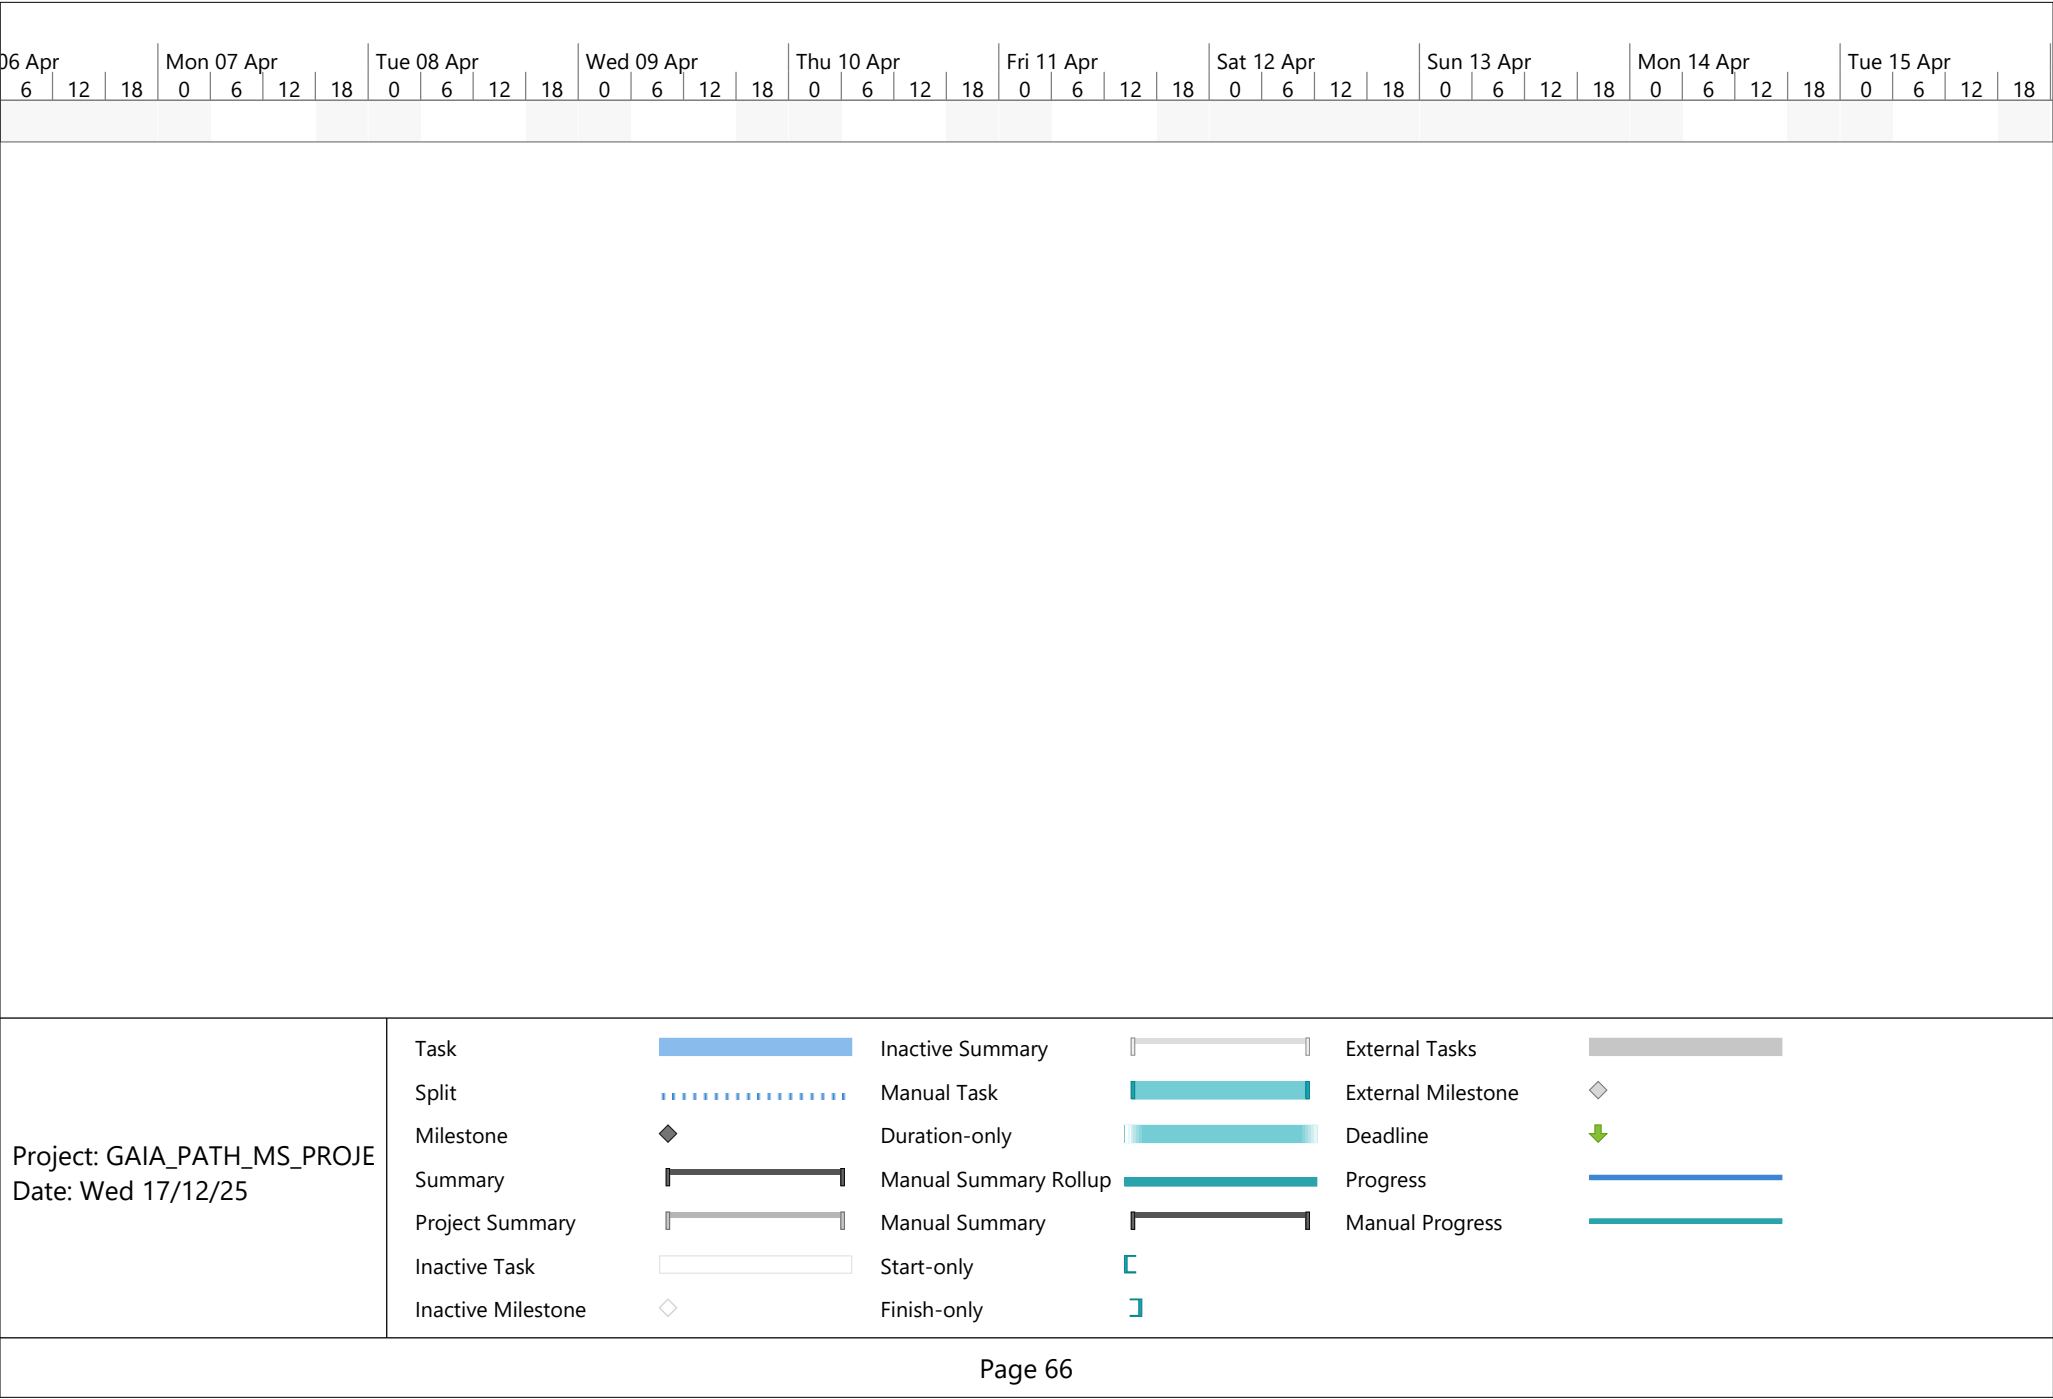 06 Apr Mon 07 Apr Tue 08 Apr Wed 09 Apr Thu 10 Apr Fri 11 Apr Sat 12 Apr Sun 13 Apr Mon 14 Apr Tue 15 Apr
6 12 18 0 6 12 18 0 6 12 18 0 6 12 18 0 6 12 18 0 6 12 18 0 6 12 18 0 6 12 18 0 6 12 18 0 6 12 18
Project: GAIA_PATH_MS_PROJE
Date: Wed 17/12/25
Task
Split
Milestone
Summary
Project Summary
Inactive Task
Inactive Milestone
Inactive Summary
Manual Task
Duration-only
Manual Summary Rollup
Manual Summary
Start-only
Finish-only
External Tasks
External Milestone
Deadline
Progress
Manual Progress
Page 66